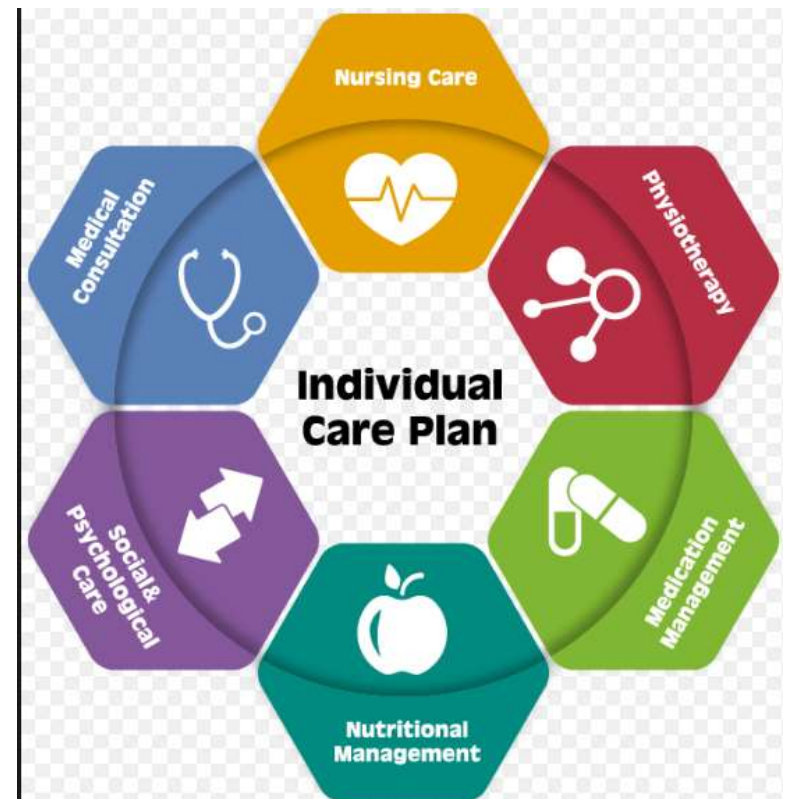 Nursing Care
Physiotherapy
Medication
Management
Nutritional
Management
Social&
Psychological
Care
Medical
Consultation
Individual
Care Plan